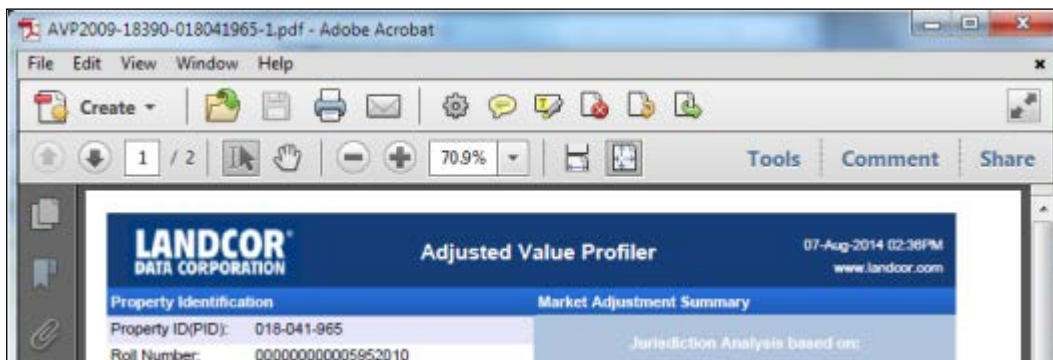 AVP2009-18390-018041965-1.pdf - Adobe Acrobat
File Edit View Window Help
Create
1 / 2 70.9% Tools Comment Share
LANDCOR®
DATA CORPORATION
Adjusted Value Profiler
07-Aug-2014 02:36PM
www.landcor.com
Property Identification Market Adjustment Summary
Property ID(PID): 018-041-965
Jurisdiction Analysis based on:
Roll Number: 000000000005952010